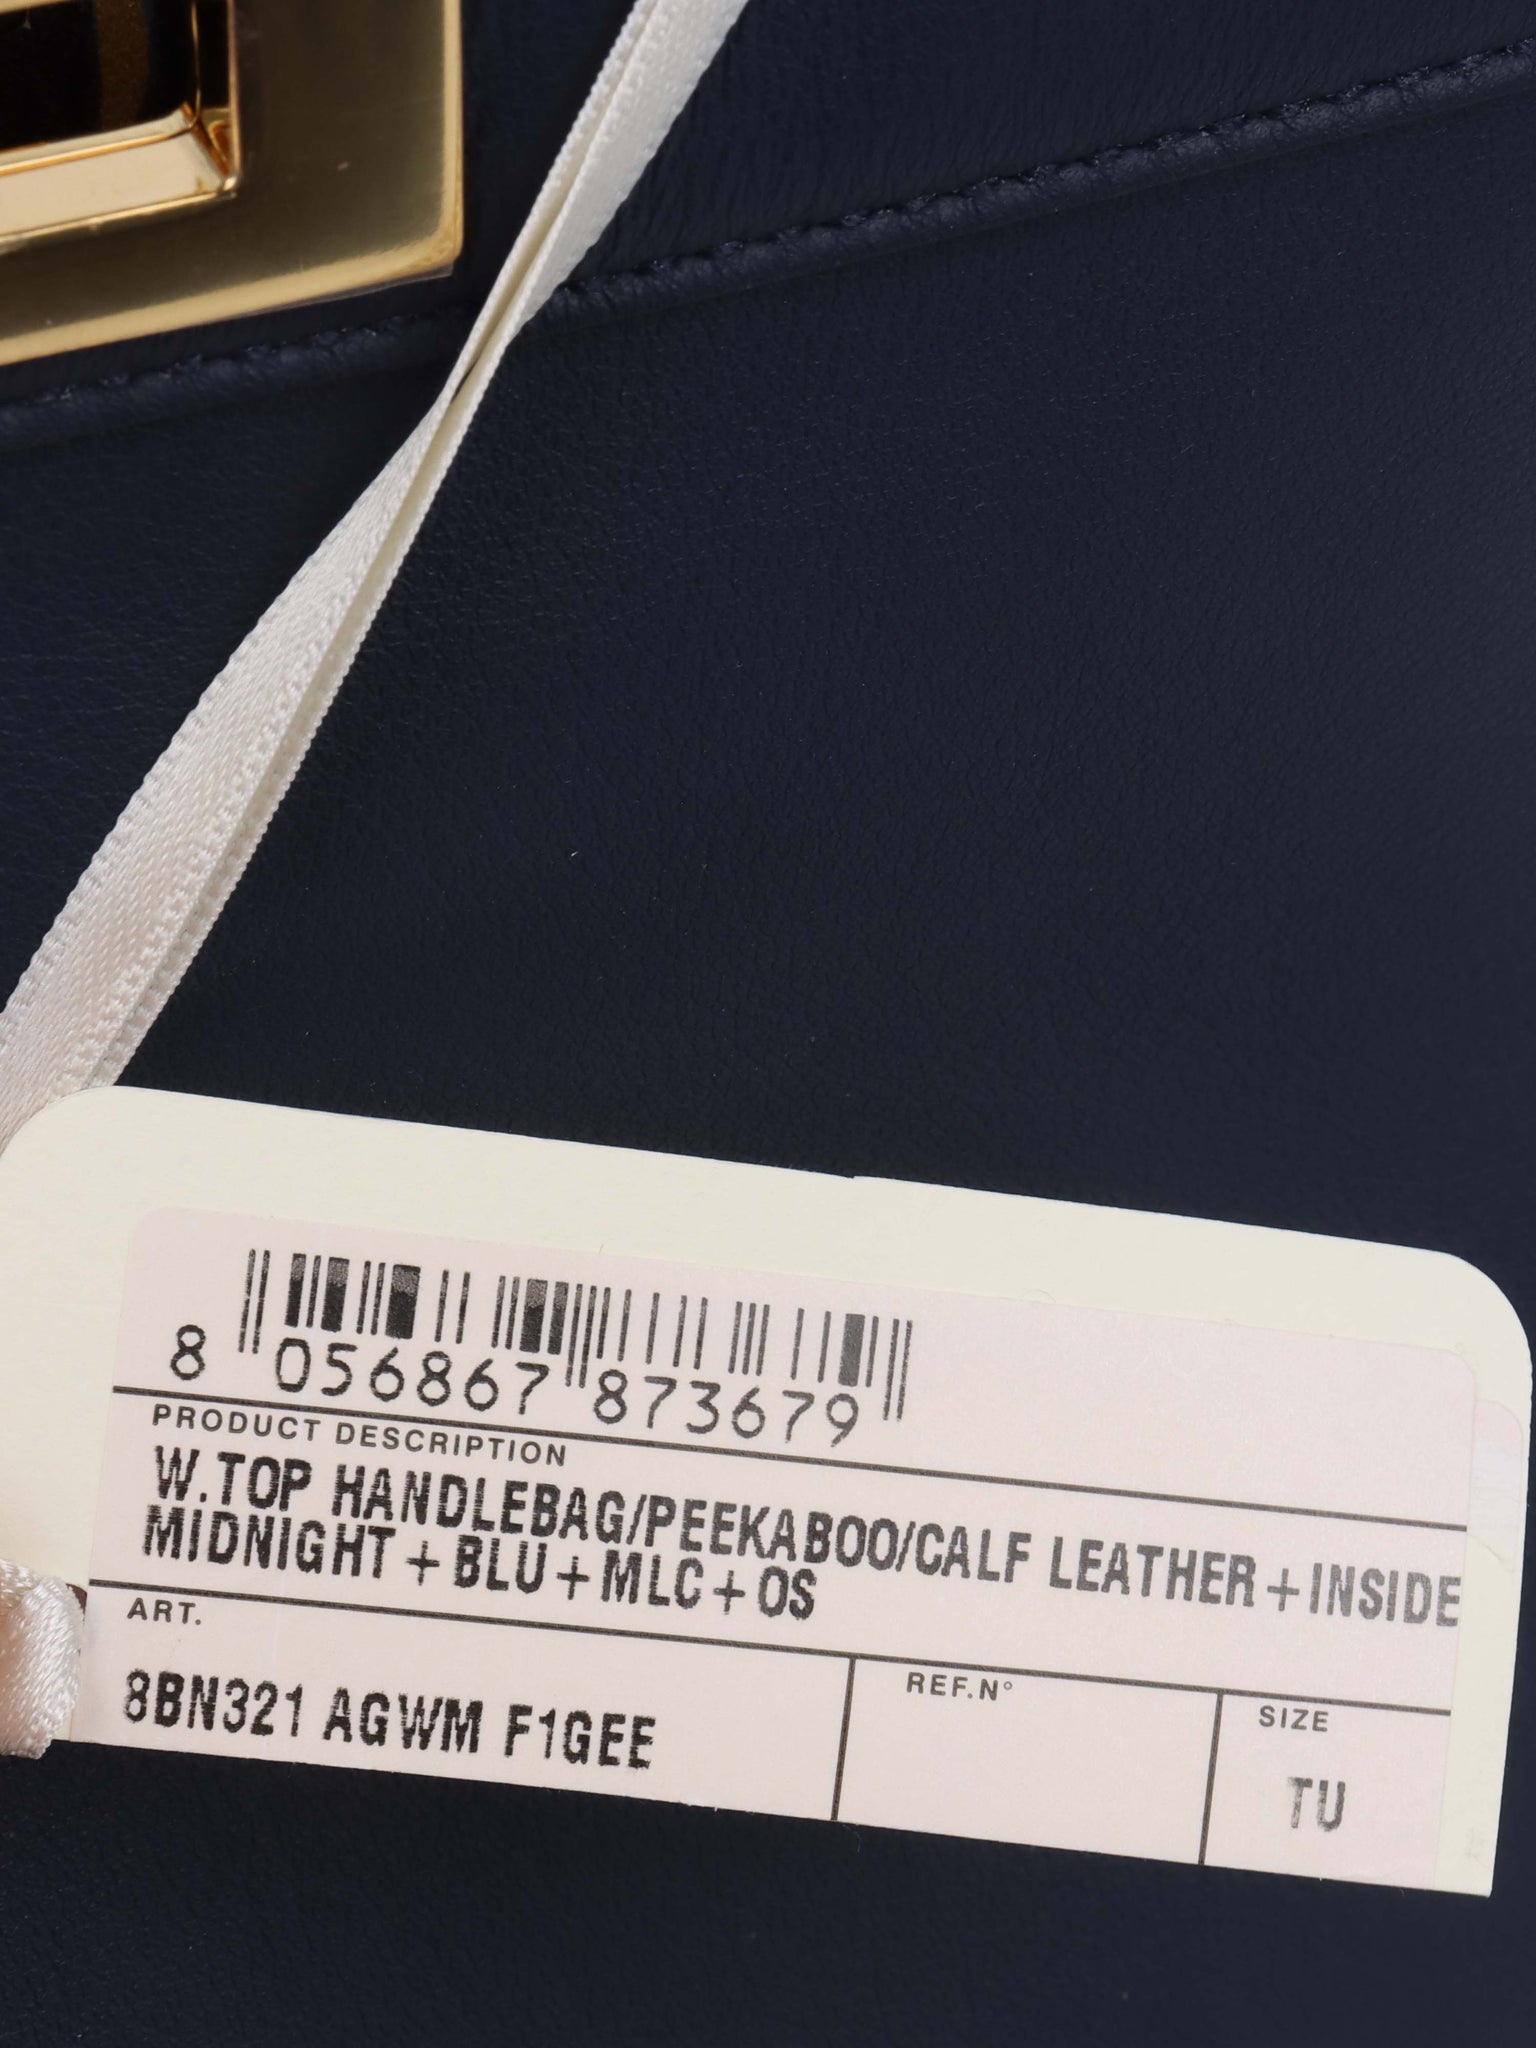 8 056867 873679
PRODUCT DESCRIPTION
W.TOP HANDLEBAG/PEEKABOO/CALF LEATHER+INSIDE
MIDNIGHT+BLU+MLC+OS
ART.
8BN321 AGWM F1GEE
REF.N°
SIZE
TU